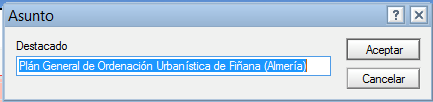 Asunto
Destacado
Plán General de Ordenación Urbanística de Fiñana (Almería)
Aceptar
Cancelar